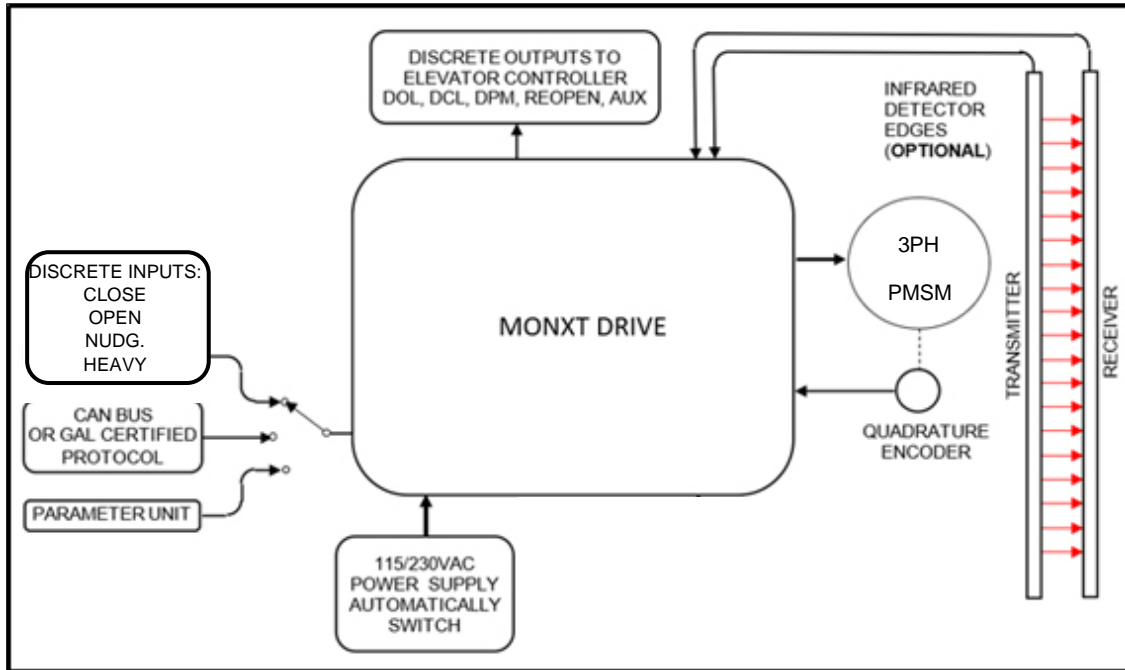 DISCRETE OUTPUTS TO
ELEVATOR CONTROLLER
DOL, DCL, DPM, REOPEN, AUX
INFRARED
DETECTOR
EDGES
(OPTIONAL)
3PH
PMSM
DISCRETE INPUTS:
CLOSE
OPEN
NUDG.
HEAVY
MONXT DRIVE
TRANSMITTER
RECEIVER
CAN BUS
OR GAL CERTIFIED
PROTOCOL
QUADRATURE
ENCODER
PARAMETER UNIT
115/230VAC
POWER SUPPLY
AUTOMATICALLY
SWITCH